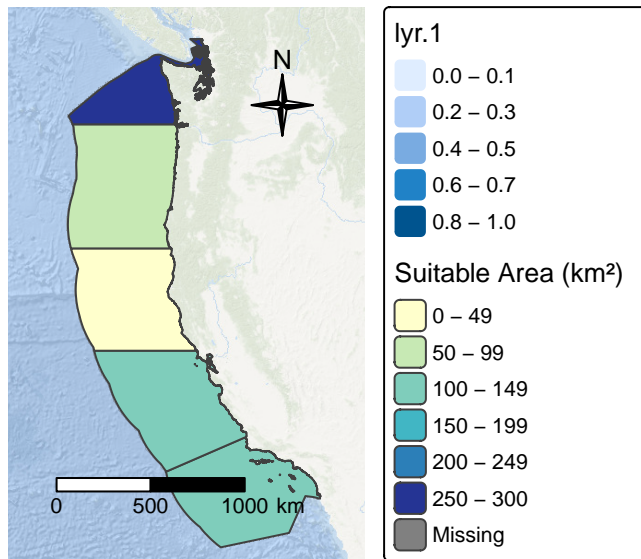 N
0 500 1000 km
lyr.1
0.0 – 0.1
0.2 – 0.3
0.4 – 0.5
0.6 – 0.7
0.8 – 1.0
Suitable Area (km²)
0 – 49
50 – 99
100 – 149
150 – 199
200 – 249
250 – 300
Missing